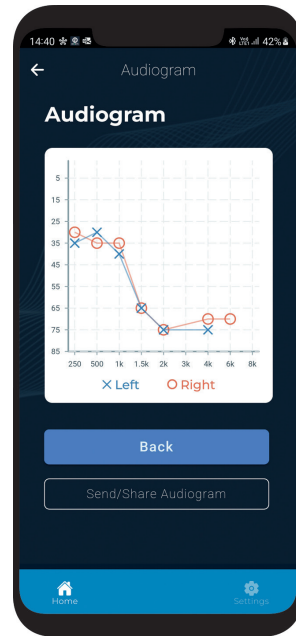 14:40 42%
Audiogram
Audiogram
5
15
25
35
45
55
65
75
85
250 500 1k 1.5k 2k 3k 4k 6k 8k
Left Right
Back
Send/Share Audiogram
Home Settings